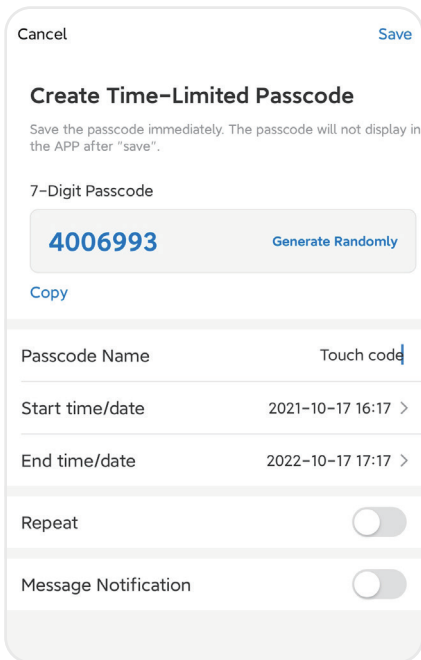 Cancel Save
Create Time-Limited Passcode
Save the passcode immediately. The passcode will not display in
the APP after "save".
7-Digit Passcode
4006993 Generate Randomly
Copy
Passcode Name Touch code
Start time/date 2021-10-17 16:17 >
End time/date 2022-10-17 17:17 >
Repeat
Message Notification